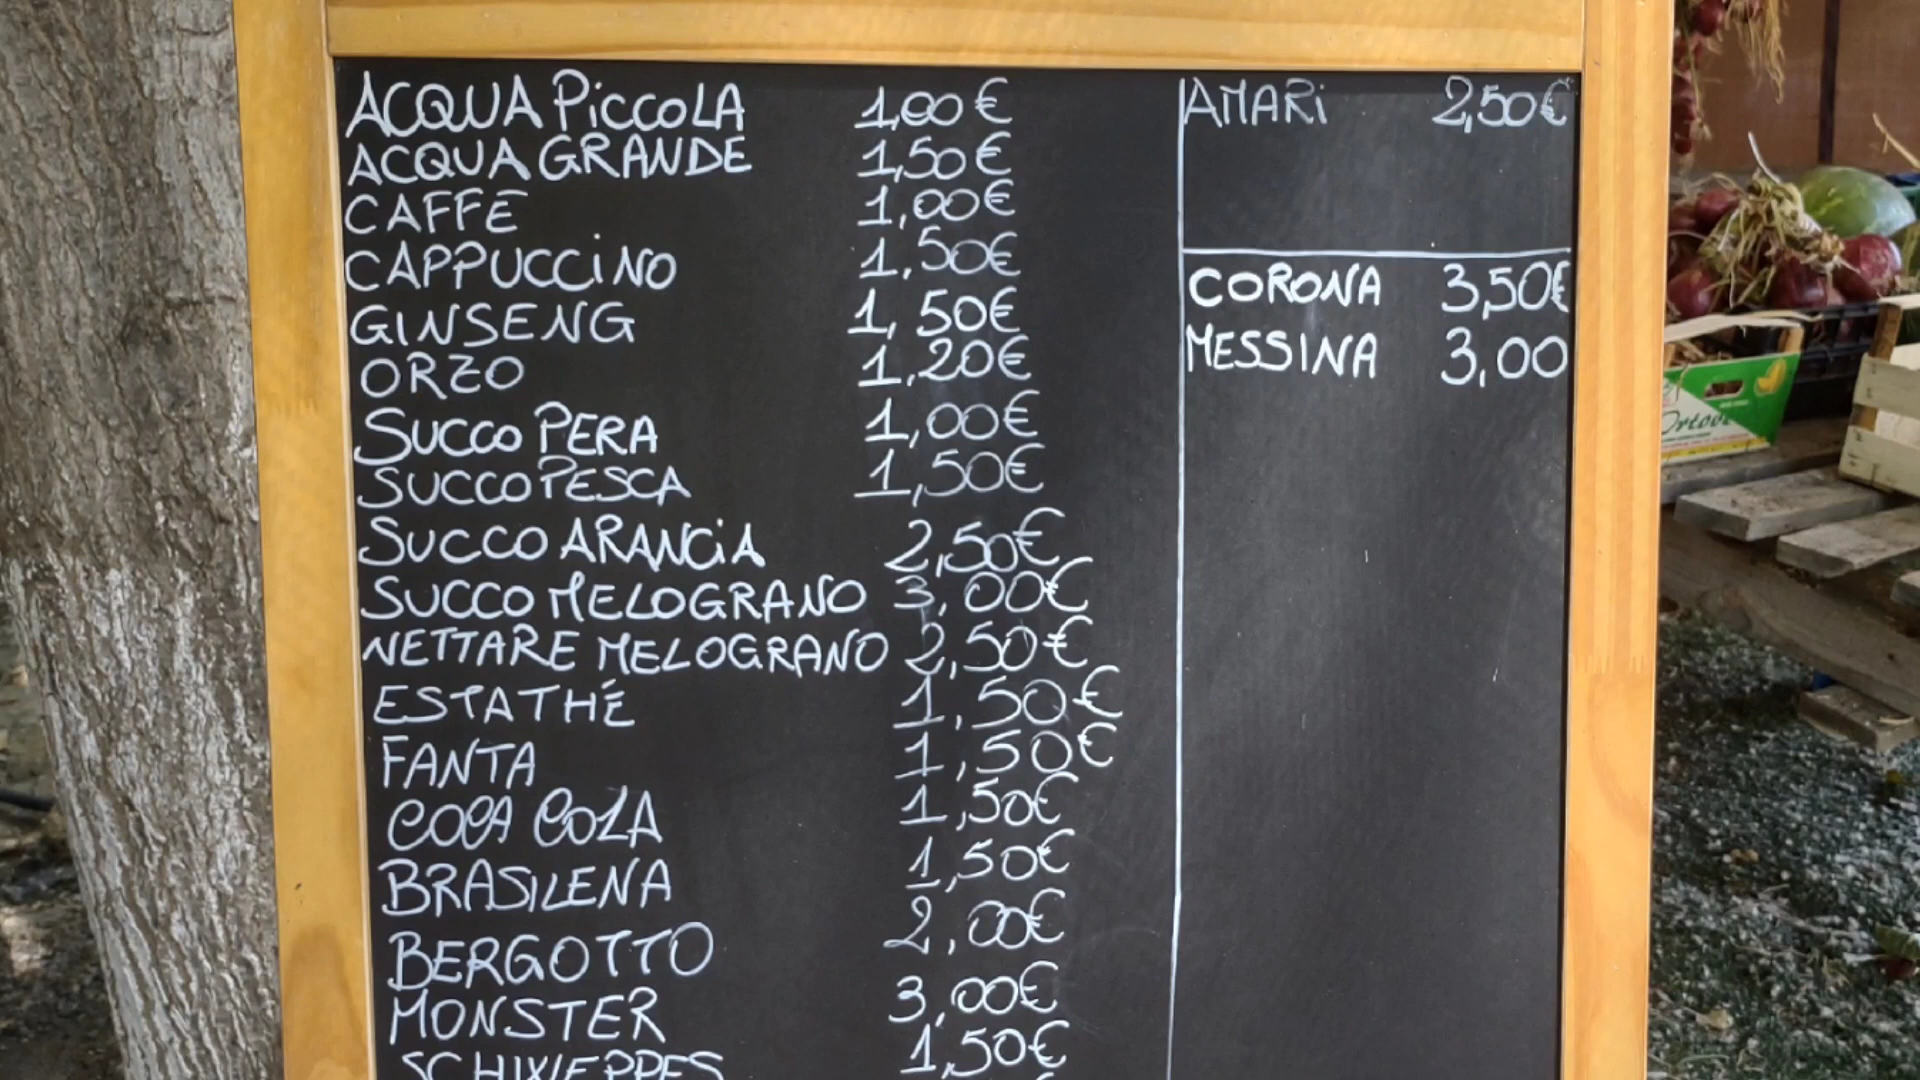 ACQUA PiCCOLA 1,00€
ACQUA GRANDE 1,50€
CAFFÈ 1,00€
CAPPUCCiNO 1,50€
GINSENG 1,50€
ORZO 1,20€
SUCCO PERA 1,00€
SUCCO PESCA 1,50€
SUCCO ARANCiA 2,50€
SUCCO MELOGRANO 3,00€
NETTARE MELOGRANO 2,50€
ESTATHÉ 1,50€
FANTA 1,50€
COCA COLA 1,50€
BRASILENA 1,50€
BERGOTTO 2,00€
MONSTER 3,00€
SCHWEPPES 1,50€
AMARi 2,50€
CORONA 3,50€
MESSINA 3,00